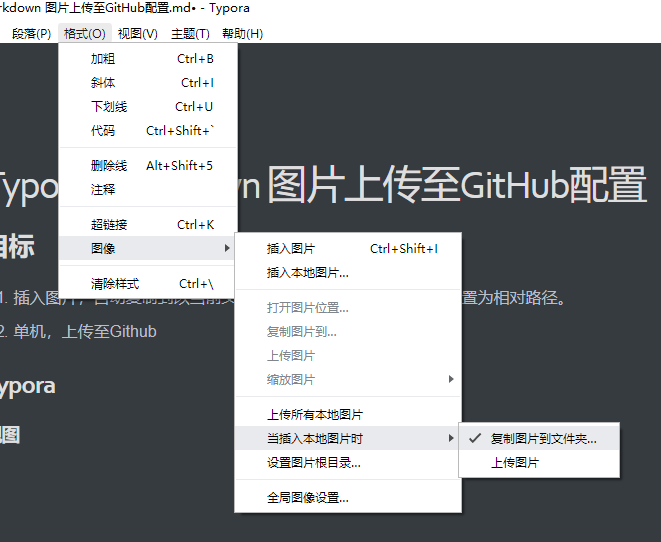 rkdown 图片上传至GitHub配置.md• - Typora
段落(P) 格式(O) 视图(V) 主题(T) 帮助(H)
加粗 Ctrl+B
斜体 Ctrl+I
下划线 Ctrl+U
代码 Ctrl+Shift+`
删除线 Alt+Shift+5
注释
超链接 Ctrl+K
图像
清除样式 Ctrl+\
插入图片 Ctrl+Shift+I
插入本地图片...
打开图片位置...
复制图片到...
上传图片
缩放图片
上传所有本地图片
当插入本地图片时
设置图片根目录...
全局图像设置...
复制图片到文件夹...
上传图片
Typo wn 图片上传至GitHub配置
目标
1. 插入图片，自动复制到以当前文 置为相对路径。
2. 单机，上传至Github
ypora
图